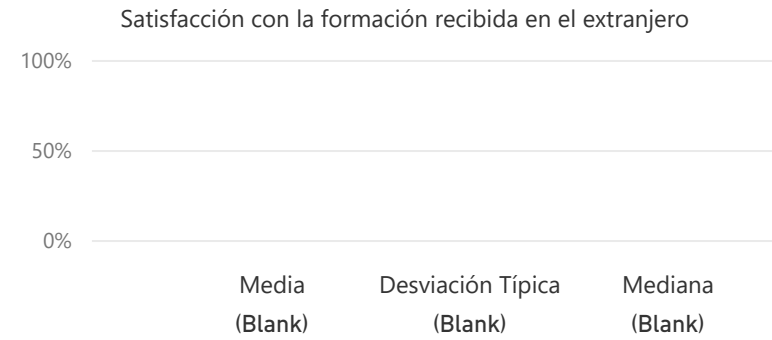 Satisfacción con la formación recibida en el extranjero
100%
50%
0%
Media Desviación Típica Mediana
(Blank) (Blank) (Blank)